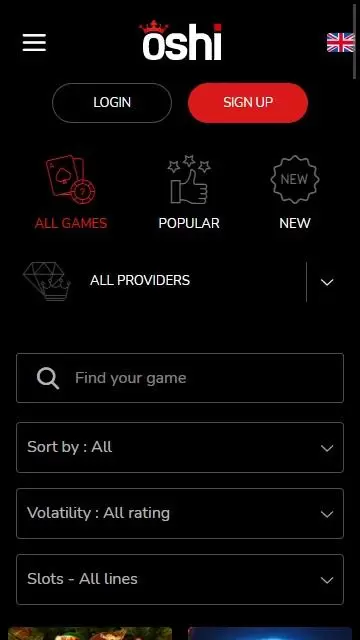 oshi
LOGIN
SIGN UP
NEW
ALL GAMES
POPULAR
NEW
ALL PROVIDERS
Find your game
Sort by : All
Volatility : All rating
Slots - All lines